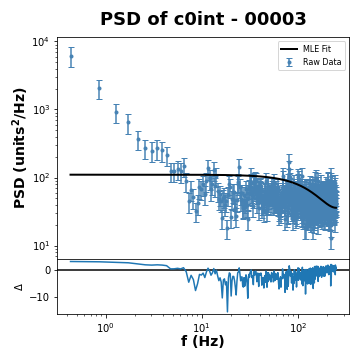 PSD of c0int - 00003
PSD (units²/Hz)
10⁴
10³
10²
10¹
MLE Fit
Raw Data
Δ
0
−10
10⁰
10¹
10²
f (Hz)